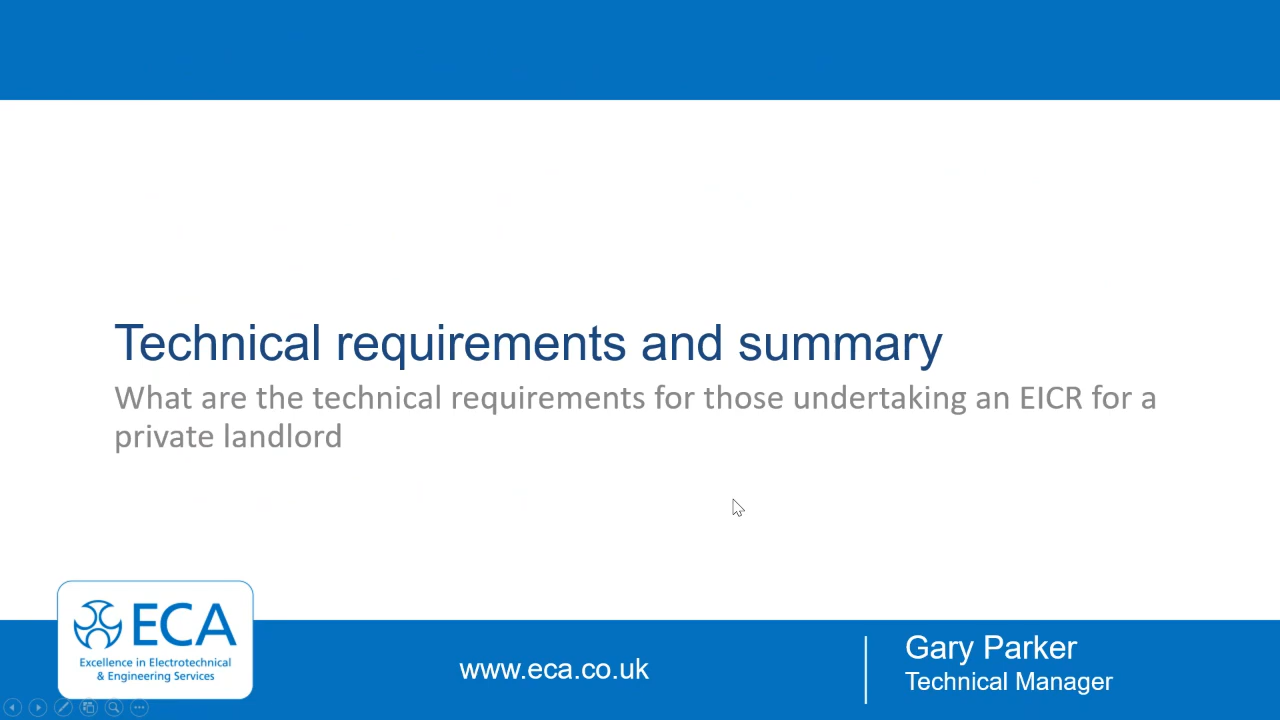 Technical requirements and summary
What are the technical requirements for those undertaking an EICR for a
private landlord
ECA
Excellence in Electrotechnical
& Engineering Services
www.eca.co.uk
Gary Parker
Technical Manager